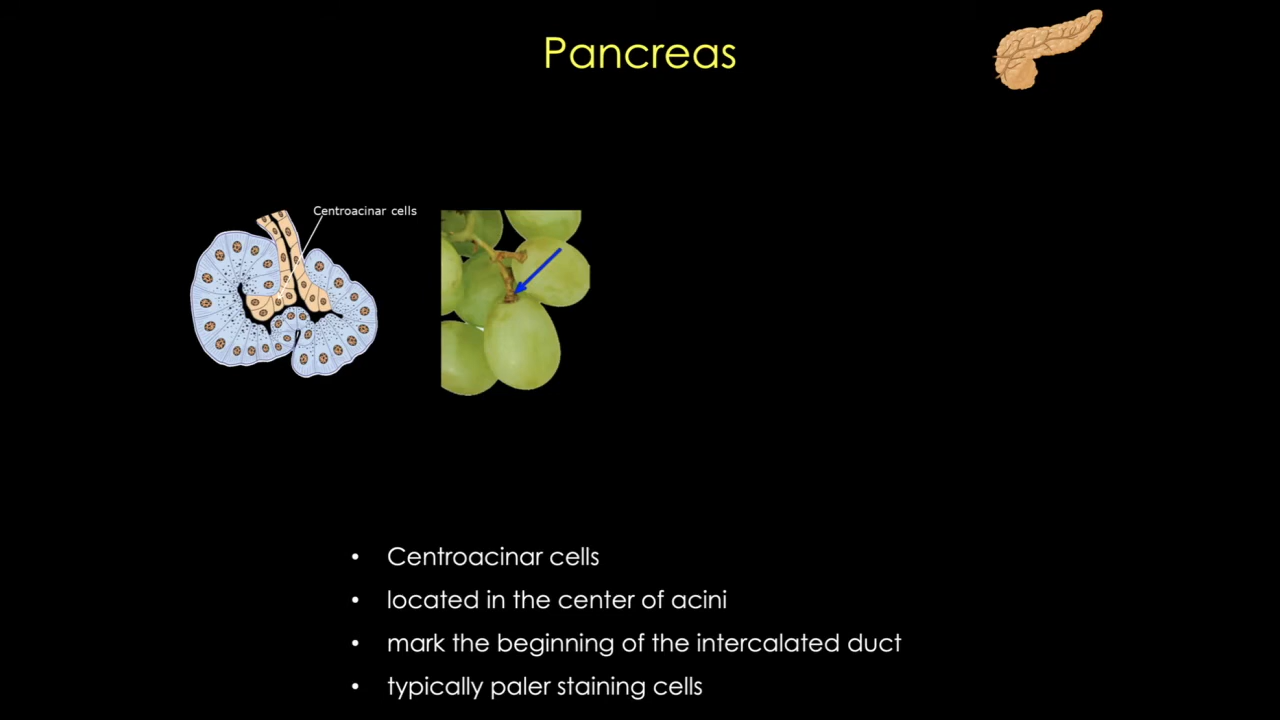 Pancreas
Centroacinar cells
• Centroacinar cells
• located in the center of acini
• mark the beginning of the intercalated duct
• typically paler staining cells